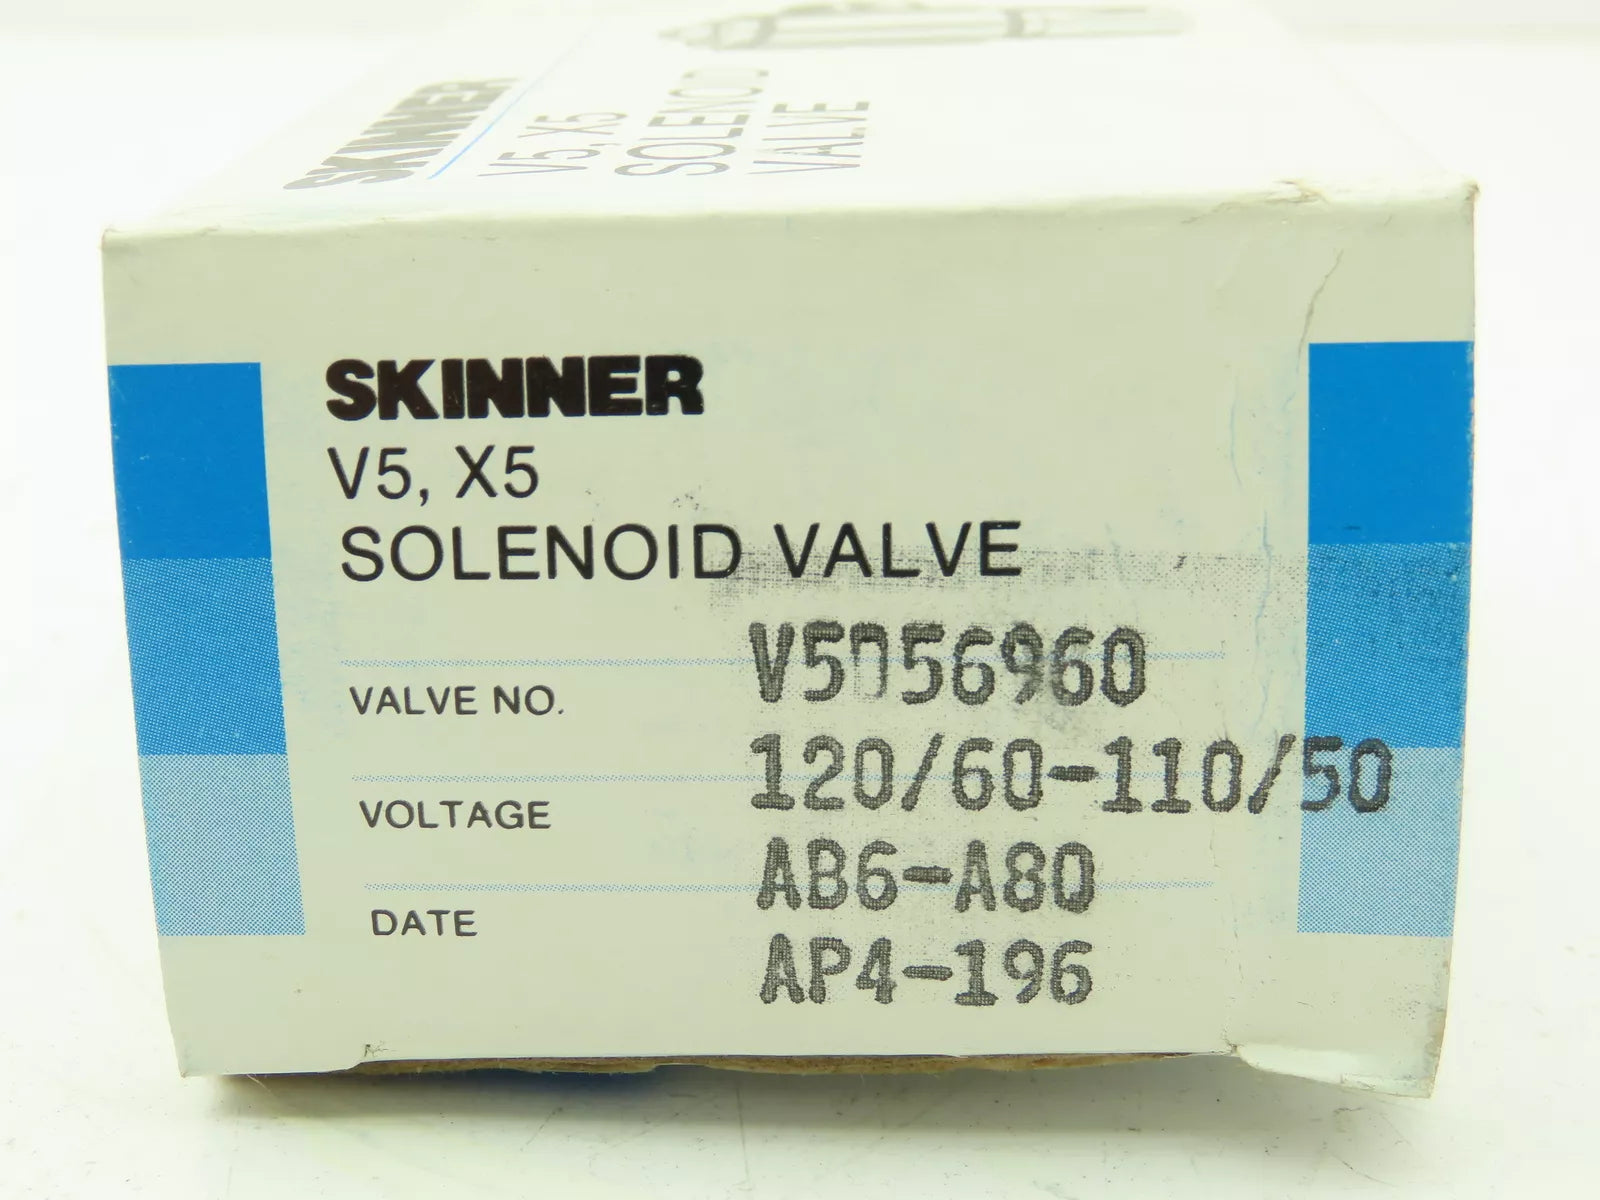 SKINNER
V5, X5
SOLENOID
VALVE
SKINNER
V5, X5
SOLENOID VALVE
VALVE NO. V5D56960
VOLTAGE 120/60-110/50
AB6-A80
DATE AP4-196